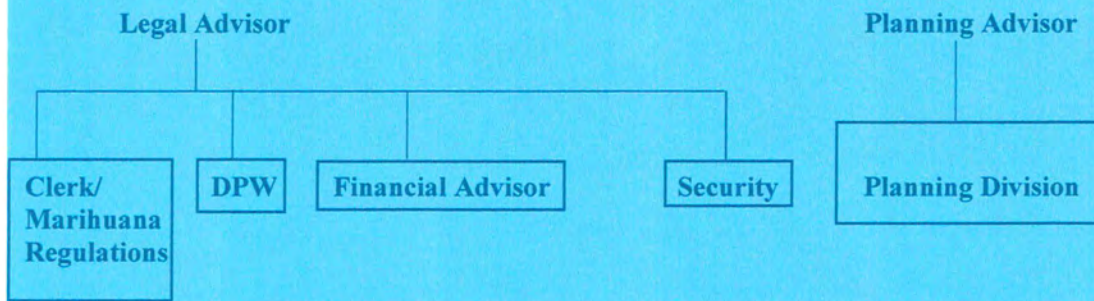 Legal Advisor
Planning Advisor
Clerk/
Marihuana
Regulations
DPW
Financial Advisor
Security
Planning Division